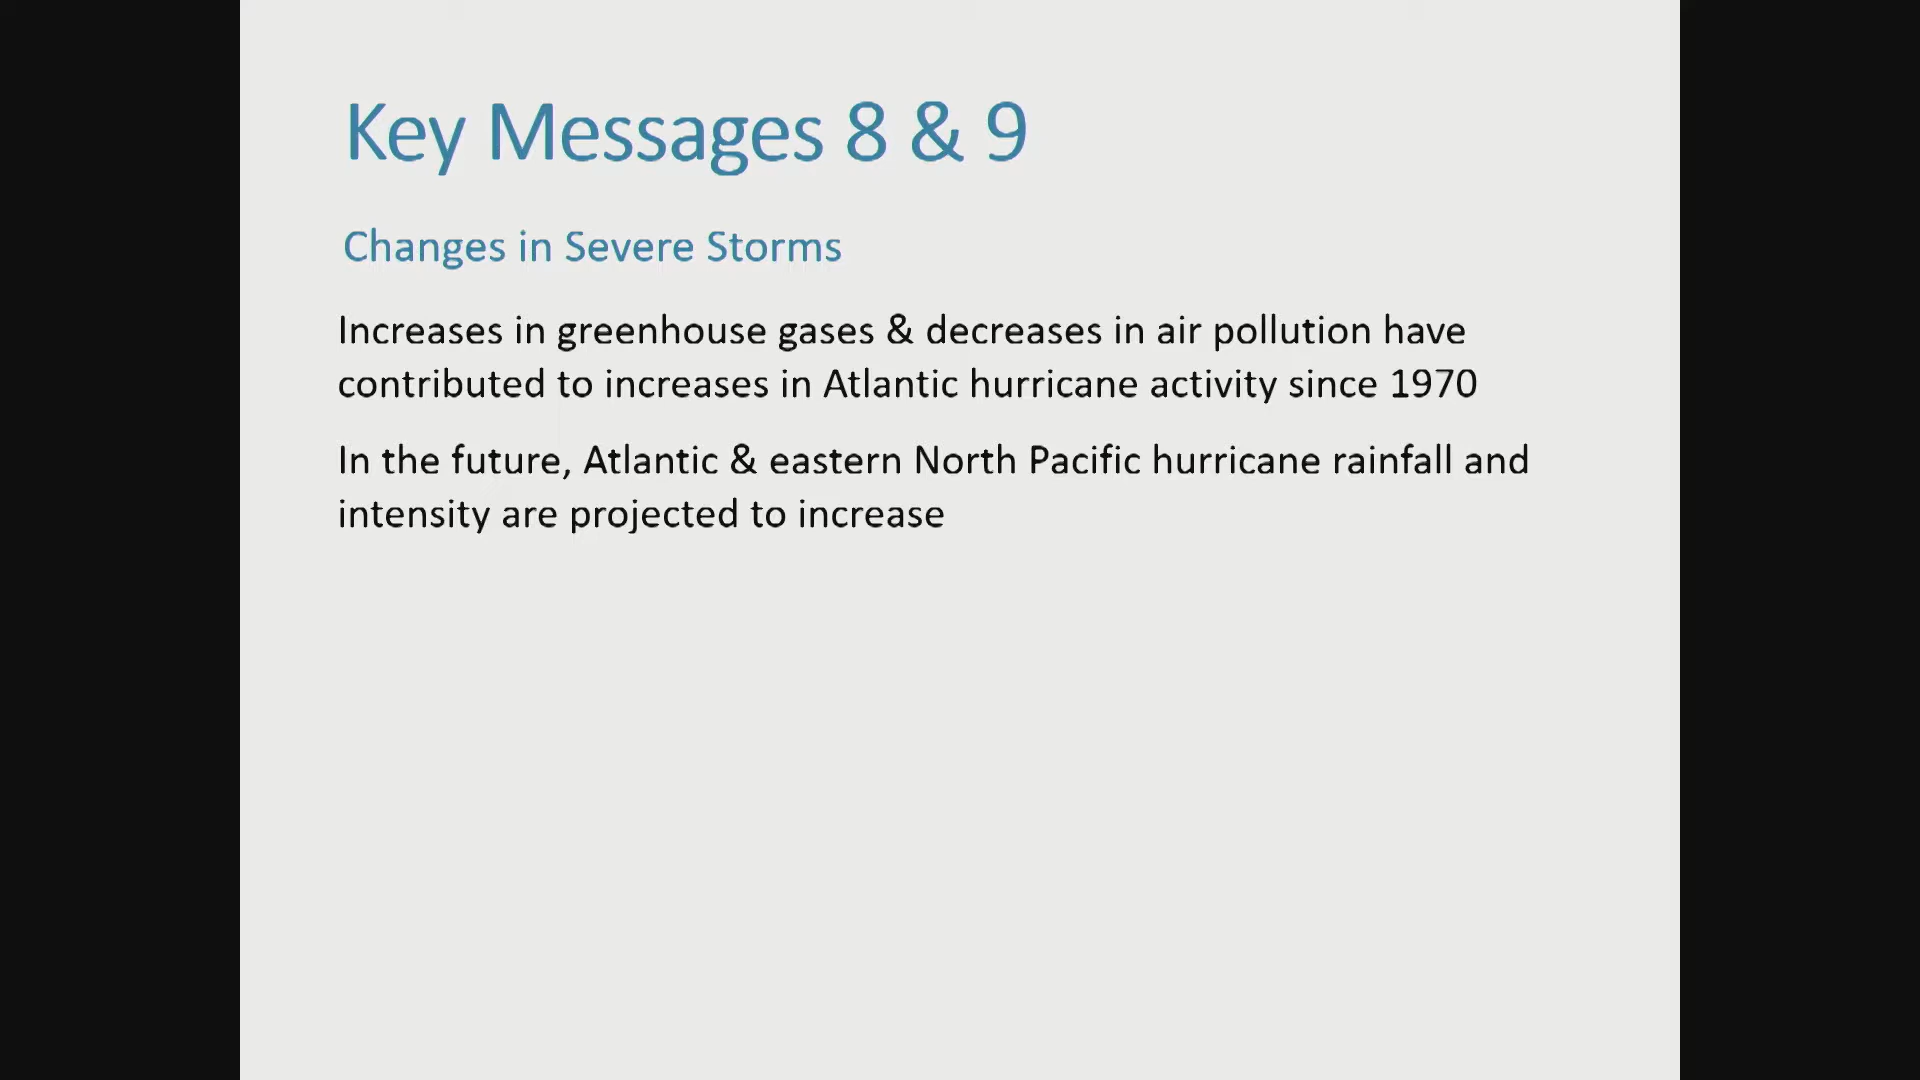 Key Messages 8 & 9
Changes in Severe Storms
Increases in greenhouse gases & decreases in air pollution have
contributed to increases in Atlantic hurricane activity since 1970
In the future, Atlantic & eastern North Pacific hurricane rainfall and
intensity are projected to increase